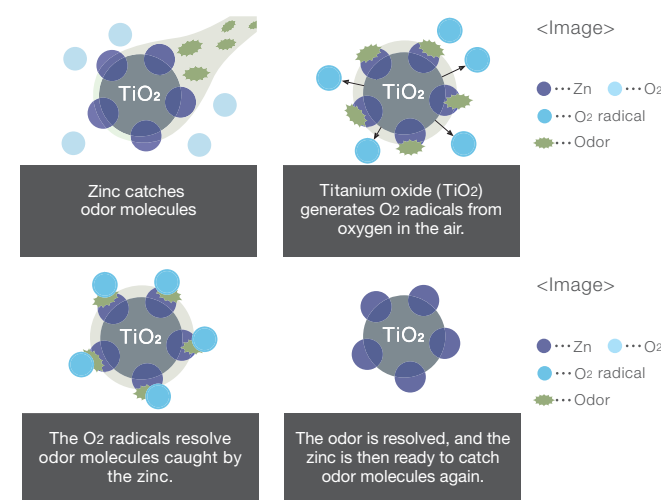 <Image>
TiO2
TiO2
···Zn ···O2
···O2 radical
···Odor
Zinc catches
odor molecules
Titanium oxide (TiO2)
generates O2 radicals from
oxygen in the air.
<Image>
TiO2
TiO2
···Zn ···O2
···O2 radical
···Odor
The O2 radicals resolve
odor molecules caught by
the zinc.
The odor is resolved, and the
zinc is then ready to catch
odor molecules again.